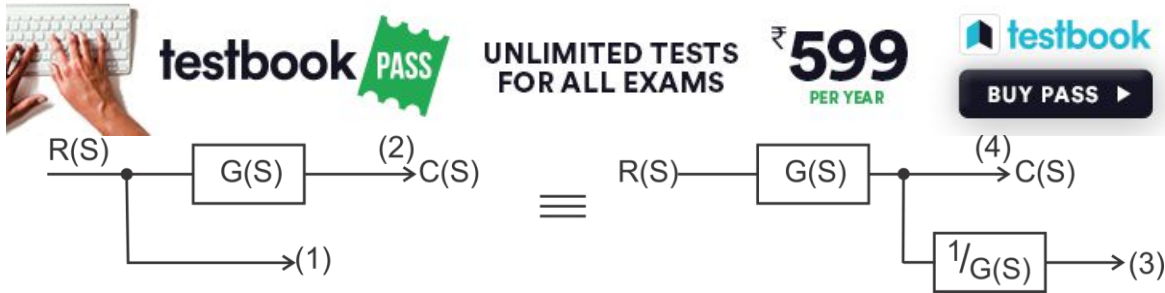 testbook PASS
UNLIMITED TESTS
FOR ALL EXAMS
₹599
PER YEAR
testbook
BUY PASS
R(S) G(S) (2) C(S)
(1)
≡
R(S) G(S) (4) C(S)
1/G(S) (3)